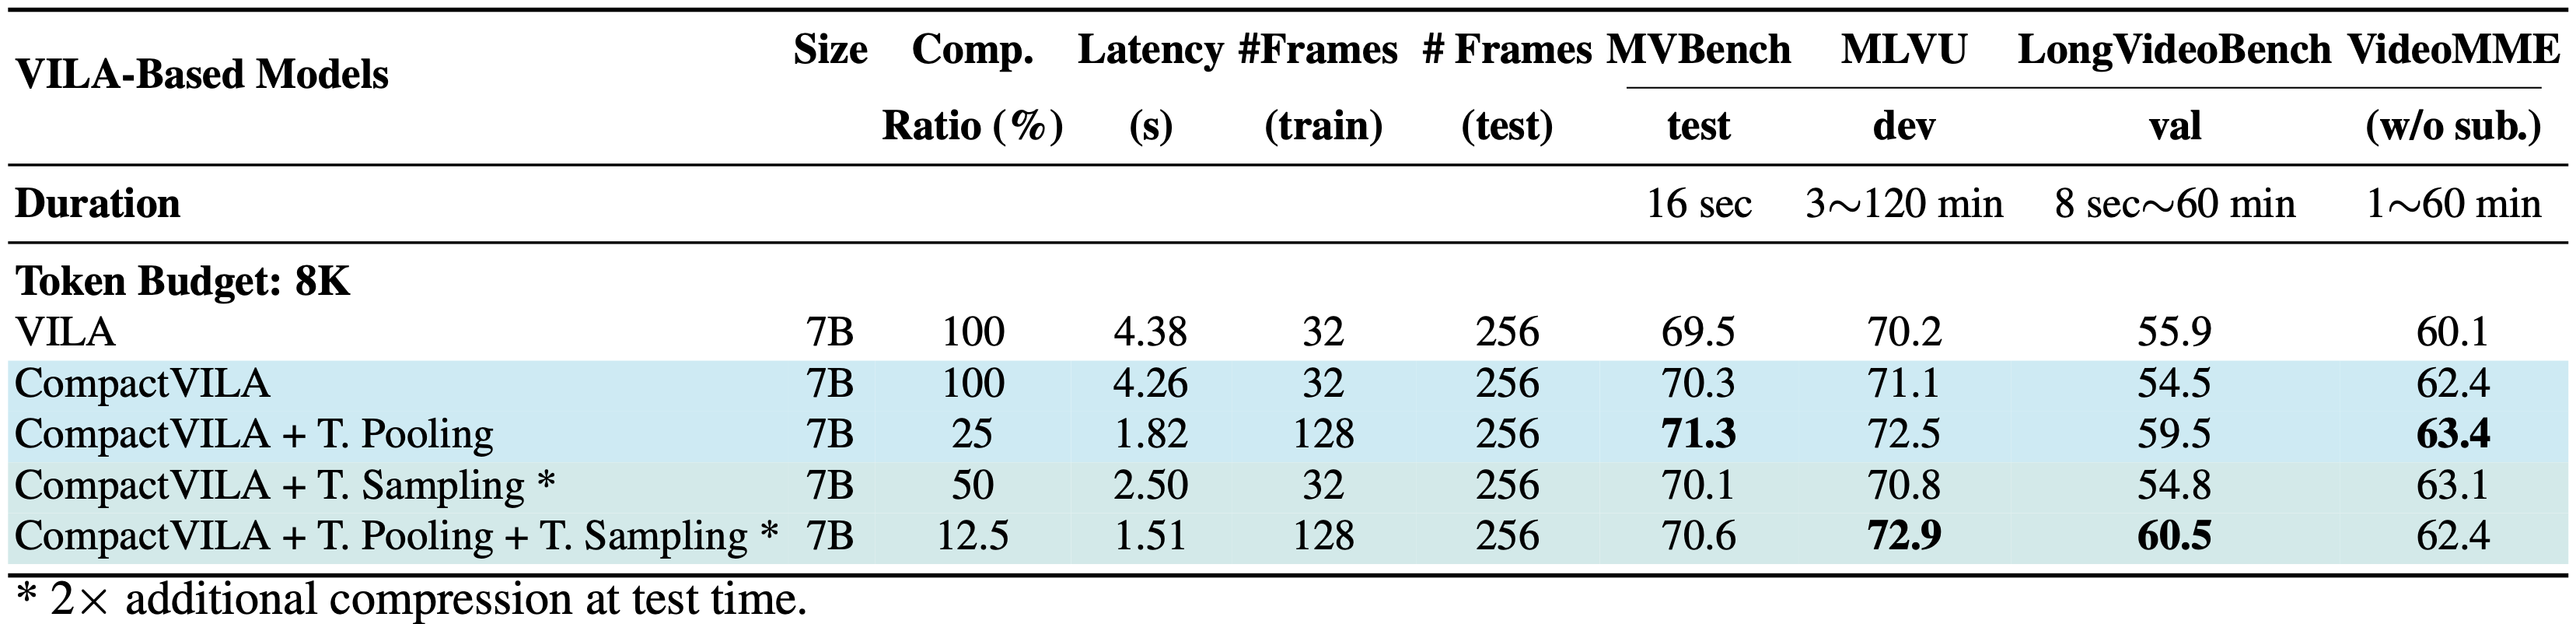 VILA-Based Models Size Comp. Ratio (%) Latency (s) #Frames (train) # Frames (test) MVBench test MLVU dev LongVideoBench val VideoMME (w/o sub.)
Duration 16 sec 3∼120 min 8 sec∼60 min 1∼60 min
Token Budget: 8K
VILA 7B 100 4.38 32 256 69.5 70.2 55.9 60.1
CompactVILA 7B 100 4.26 32 256 70.3 71.1 54.5 62.4
CompactVILA + T. Pooling 7B 25 1.82 128 256 71.3 72.5 59.5 63.4
CompactVILA + T. Sampling * 7B 50 2.50 32 256 70.1 70.8 54.8 63.1
CompactVILA + T. Pooling + T. Sampling * 7B 12.5 1.51 128 256 70.6 72.9 60.5 62.4
* 2× additional compression at test time.